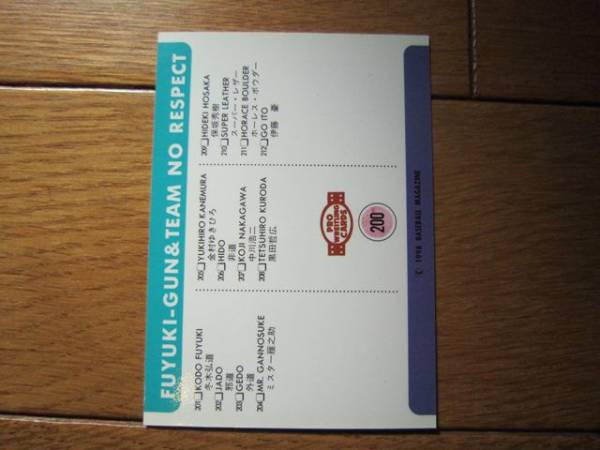 FUYUKI-GUN&TEAM NO RESPECT
201 KODO FUYUKI
冬木弘道
202 JADO
邪道
203 GEDO
外道
204 MR. GANNOSUKE
ミスター雁之助
205 YUKIHIRO KANEMURA
金村ゆきひろ
206 HIDO
非道
207 KOJI NAKAGAWA
中川浩二
208 TETSUHIRO KURODA
黒田哲広
209 HIDEKI HOSAKA
保坂秀樹
210 SUPER LEATHER
スーパー・レザー
211 HORACE BOULDER
ホーレス・ボウダー
212 GO ITO
伊藤 豪
PRO
WRESTLING
CARDS
200
C 1998 BASEBALL MAGAZINE